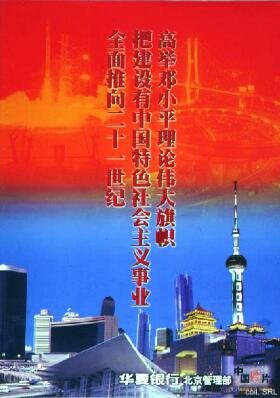 高举邓小平理论伟大旗帜
把建设有中国特色社会主义事业
全面推向二十一世纪
华夏银行 北京管理部
coll. SRL